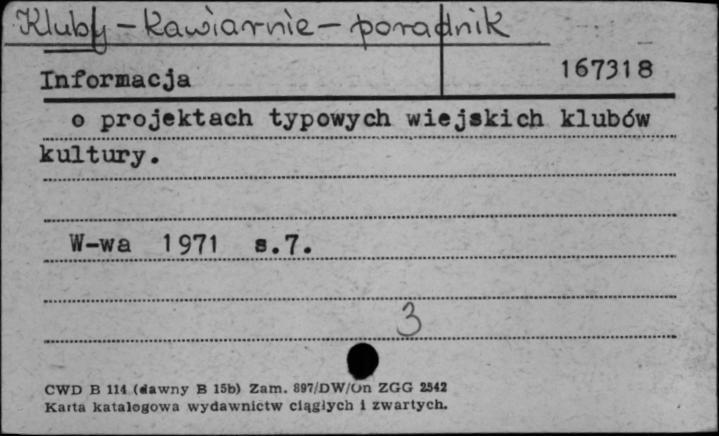 Kluby - kawiarnie - poradnik
Informacja 167318
o projektach typowych wiejskich klubów
kultury.
W-wa 1971 s.7.
3
CWD B 114 (dawny B 15b) Zam. 897/DW/On ZGG 2542
Karta katalogowa wydawnictw ciągłych i zwartych.